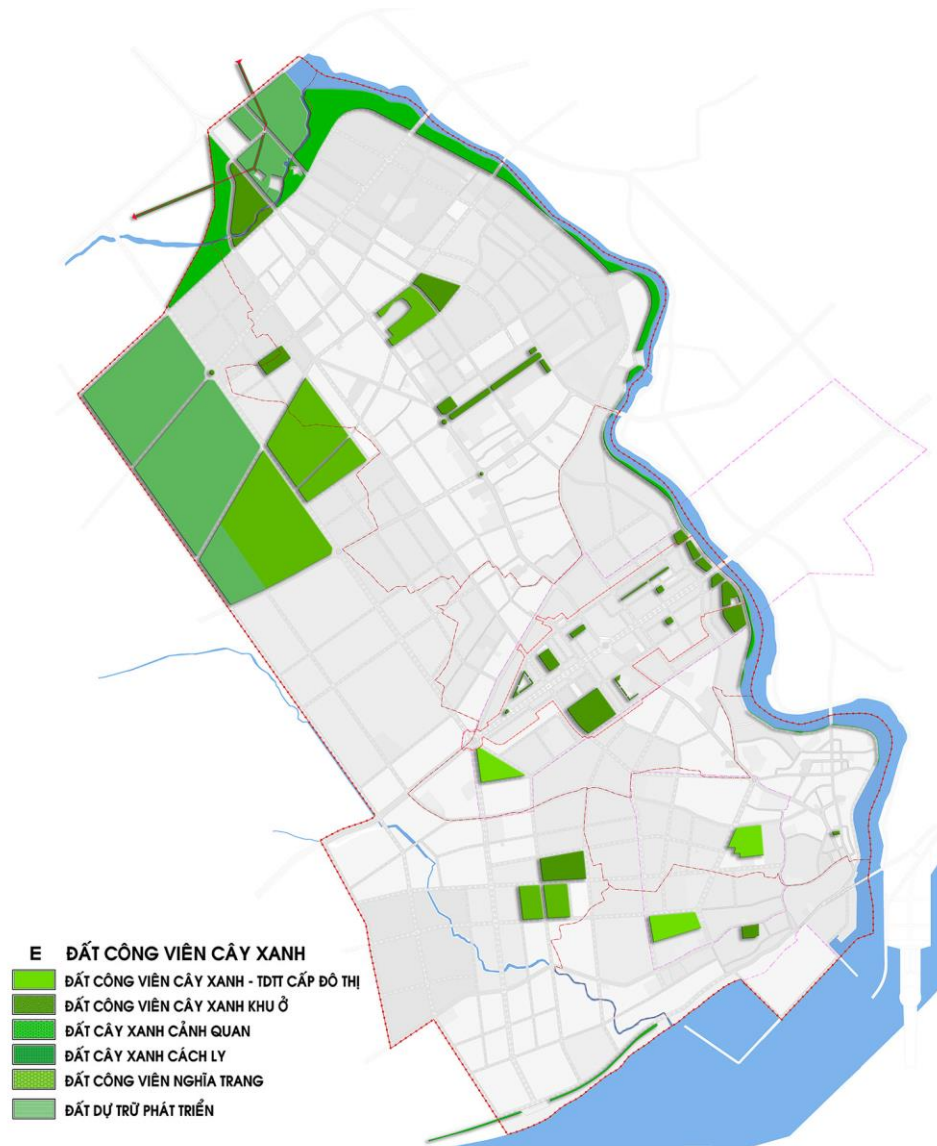 E ĐẤT CÔNG VIÊN CÂY XANH
ĐẤT CÔNG VIÊN CÂY XANH - TDTT CẤP ĐÔ THỊ
ĐẤT CÔNG VIÊN CÂY XANH KHU Ở
ĐẤT CÂY XANH CẢNH QUAN
ĐẤT CÂY XANH CÁCH LY
ĐẤT CÔNG VIÊN NGHĨA TRANG
ĐẤT DỰ TRỮ PHÁT TRIỂN